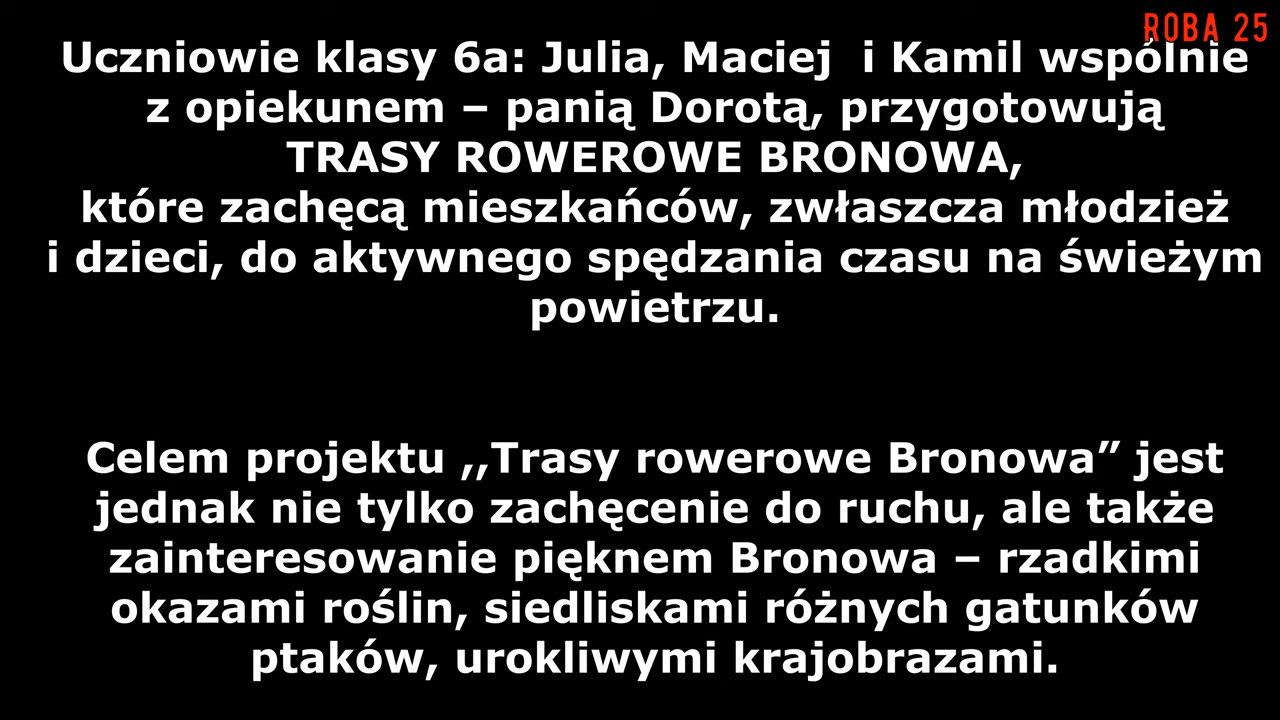 ROBA 25
Uczniowie klasy 6a: Julia, Maciej i Kamil wspólnie
z opiekunem – panią Dorotą, przygotowują
TRASY ROWEROWE BRONOWA,
które zachęcą mieszkańców, zwłaszcza młodzież
i dzieci, do aktywnego spędzania czasu na świeżym
powietrzu.
Celem projektu ,,Trasy rowerowe Bronowa” jest
jednak nie tylko zachęcenie do ruchu, ale także
zainteresowanie pięknem Bronowa – rzadkimi
okazami roślin, siedliskami różnych gatunków
ptaków, urokliwymi krajobrazami.